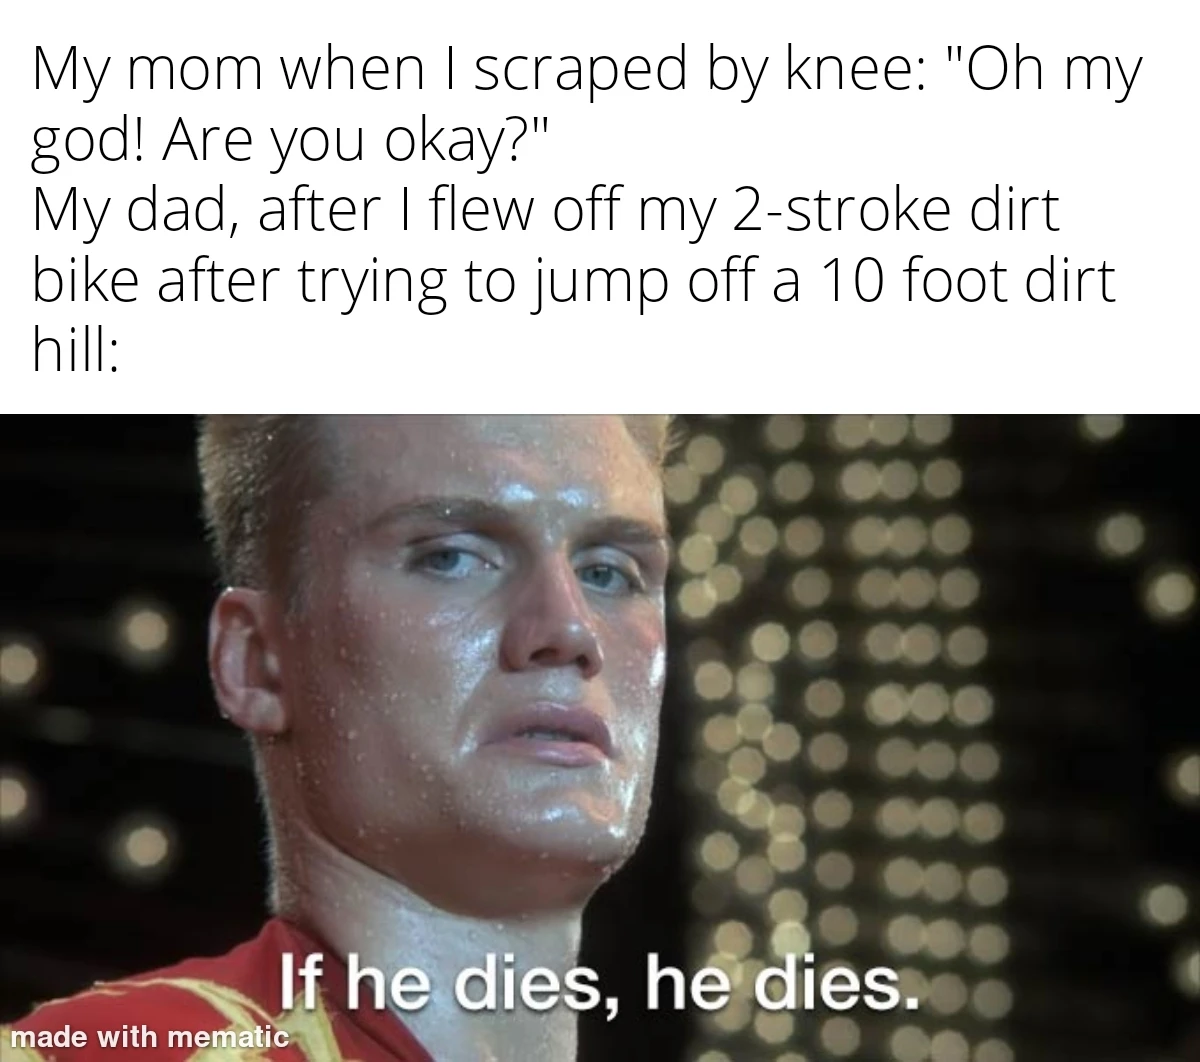 My mom when I scraped by knee: "Oh my
god! Are you okay?"
My dad, after I flew off my 2-stroke dirt
bike after trying to jump off a 10 foot dirt
hill:
If he dies, he dies.
made with mematic